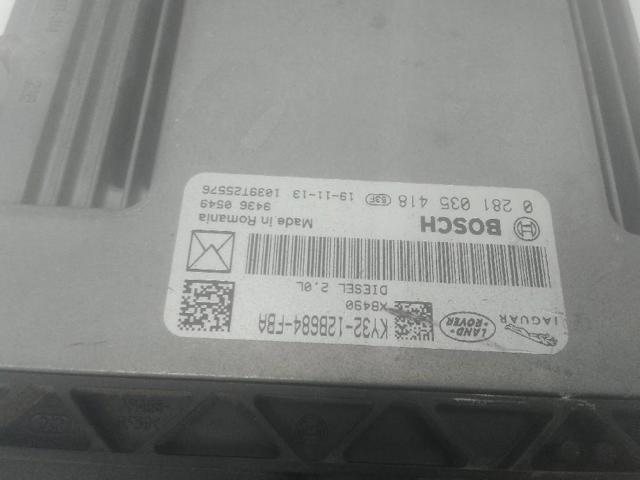 JAGUAR
LAND-
ROVER
KY32-12B684-FBA
X8490
DIESEL 2.0L
BOSCH
Made in Romania
9436 0549
0 281 035 418 63F 19-11-13 1039T25576